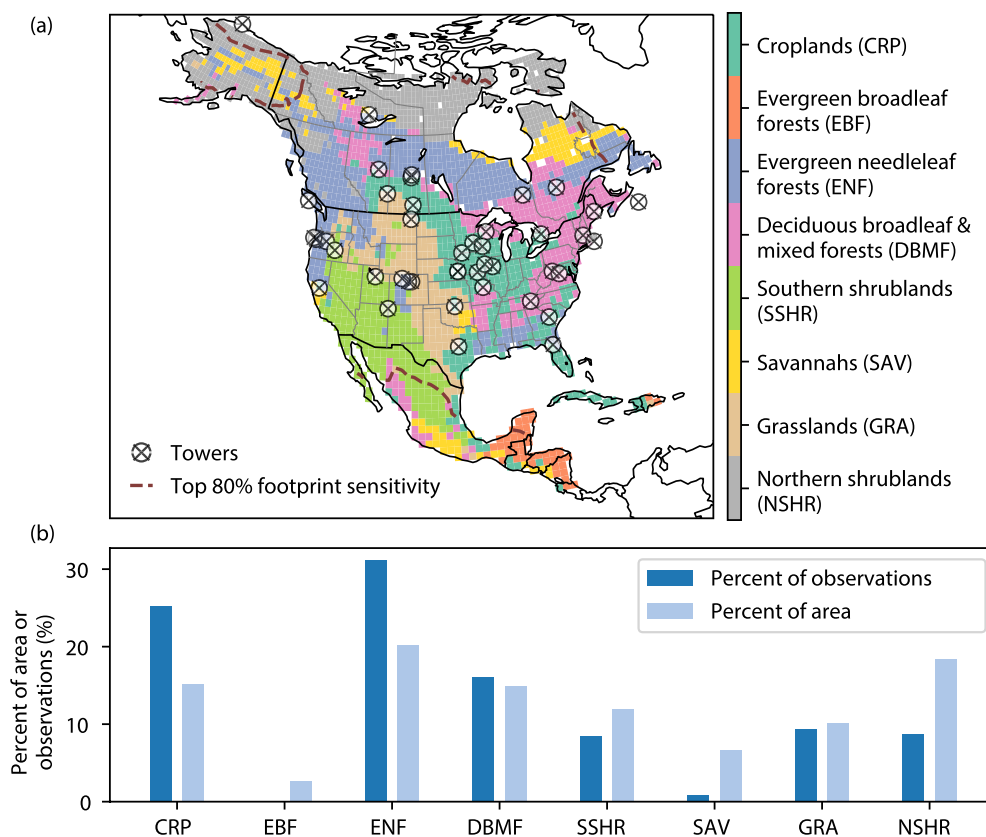 (a)
Croplands (CRP)
Evergreen broadleaf
forests (EBF)
Evergreen needleleaf
forests (ENF)
Deciduous broadleaf &
mixed forests (DBMF)
Southern shrublands
(SSHR)
Savannahs (SAV)
Grasslands (GRA)
Northern shrublands
(NSHR)
Towers
Top 80% footprint sensitivity
(b)
Percent of area or
observations (%)
30
20
10
0
Percent of observations
Percent of area
CRP EBF ENF DBMF SSHR SAV GRA NSHR